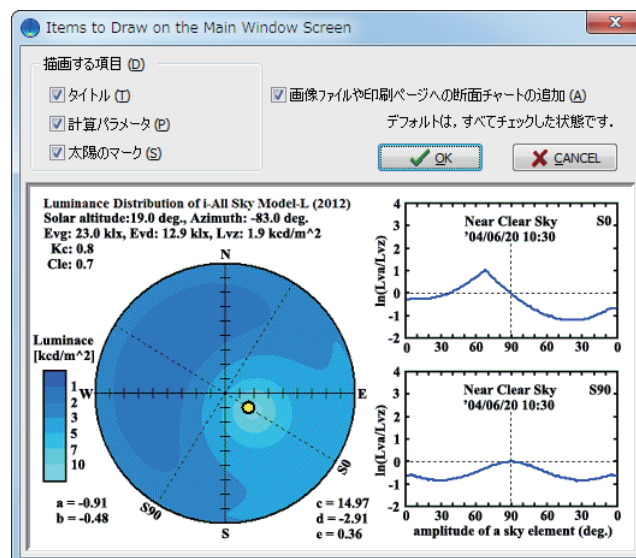 Items to Draw on the Main Window Screen
描画する項目 (D)
タイトル (T)
計算パラメータ (P)
太陽のマーク (S)
画像ファイルやE印刷ページへの断面チャートの追加 (A)
デフォルトは，すべてチェックした状態です．
OK
CANCEL
Luminance Distribution of i-All Sky Model-L (2012)
Solar altitude:19.0 deg., Azimuth: -83.0 deg.
Evg: 23.0 klx, Evd: 12.9 klx, Lvz: 1.9 kcd/m^2
Kc: 0.8
Cle: 0.7
N
W
E
S
S0
S90
Luminace
[kcd/m^2]
1
2
3
5
7
10
a = -0.91
b = -0.48
c = 14.97
d = -2.91
e = 0.36
Near Clear Sky S0
'04/06/20 10:30
ln(Lva/Lvz)
4
3
2
1
0
-1
-2
0 30 60 90 60 30 0
Near Clear Sky S90
'04/06/20 10:30
ln(Lva/Lvz)
4
3
2
1
0
-1
-2
0 30 60 90 60 30 0
amplitude of a sky element (deg.)